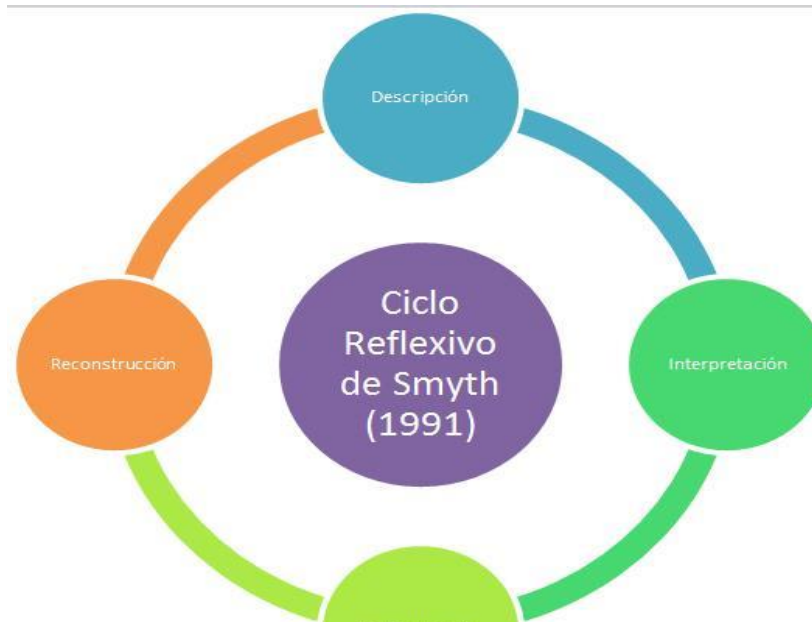 Descripción
Ciclo
Reflexivo
de Smyth
(1991)
Reconstrucción
Interpretación